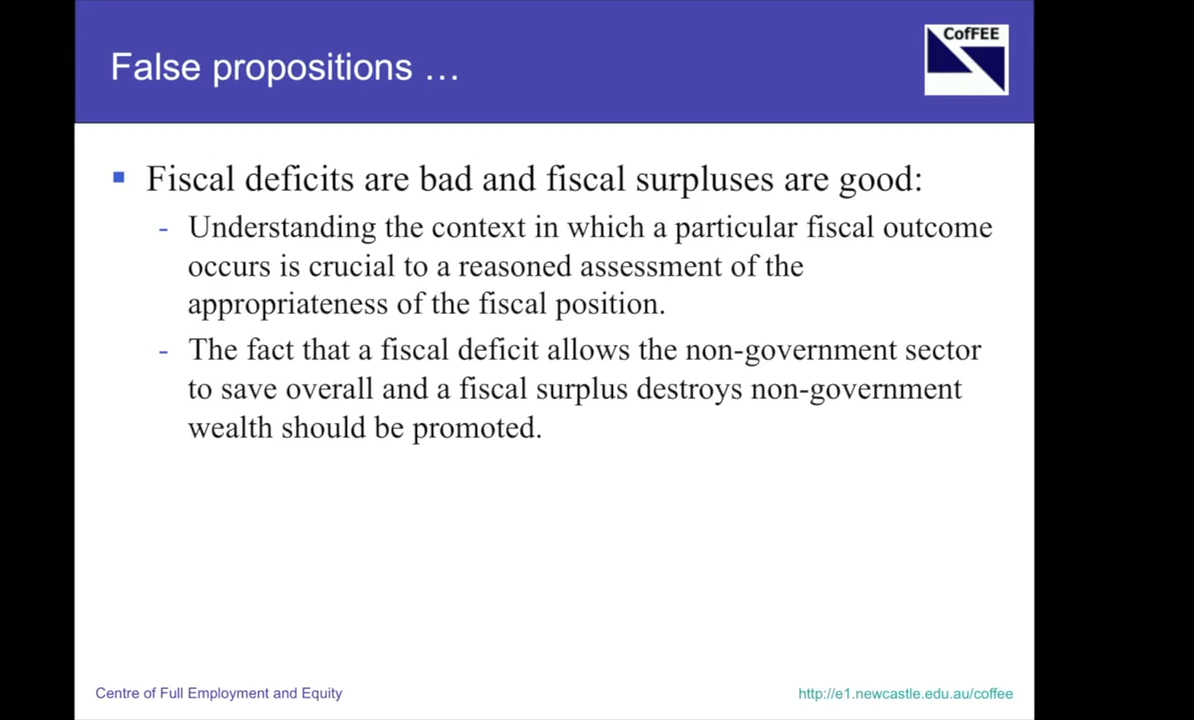 CofFEE
False propositions …
▪ Fiscal deficits are bad and fiscal surpluses are good:
- Understanding the context in which a particular fiscal outcome
occurs is crucial to a reasoned assessment of the
appropriateness of the fiscal position.
- The fact that a fiscal deficit allows the non-government sector
to save overall and a fiscal surplus destroys non-government
wealth should be promoted.
Centre of Full Employment and Equity
http://e1.newcastle.edu.au/coffee